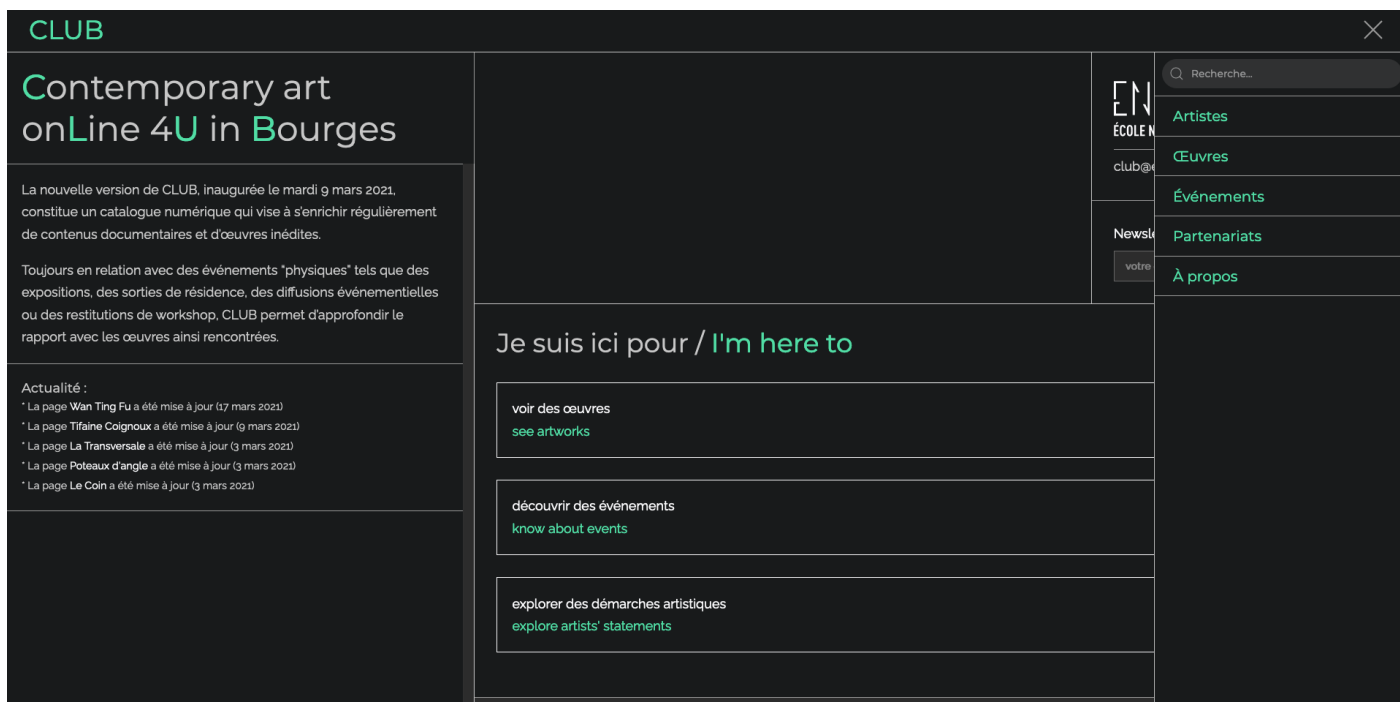 CLUB
Contemporary art
onLine 4U in Bourges
La nouvelle version de CLUB, inaugurée le mardi 9 mars 2021,
constitue un catalogue numérique qui vise à s'enrichir régulièrement
de contenus documentaires et d'œuvres inédites.
Toujours en relation avec des événements "physiques" tels que des
expositions, des sorties de résidence, des diffusions événementielles
ou des restitutions de workshop, CLUB permet d'approfondir le
rapport avec les œuvres ainsi rencontrées.
Actualité :
* La page Wan Ting Fu a été mise à jour (17 mars 2021)
* La page Tifaine Coignoux a été mise à jour (9 mars 2021)
* La page La Transversale a été mise à jour (3 mars 2021)
* La page Poteaux d'angle a été mise à jour (3 mars 2021)
* La page Le Coin a été mise à jour (3 mars 2021)
Je suis ici pour / I'm here to
voir des œuvres
see artworks
découvrir des événements
know about events
explorer des démarches artistiques
explore artists' statements
EN
ÉCOLE N
club@e
Newsle
votre
Recherche...
Artistes
Œuvres
Événements
Partenariats
À propos